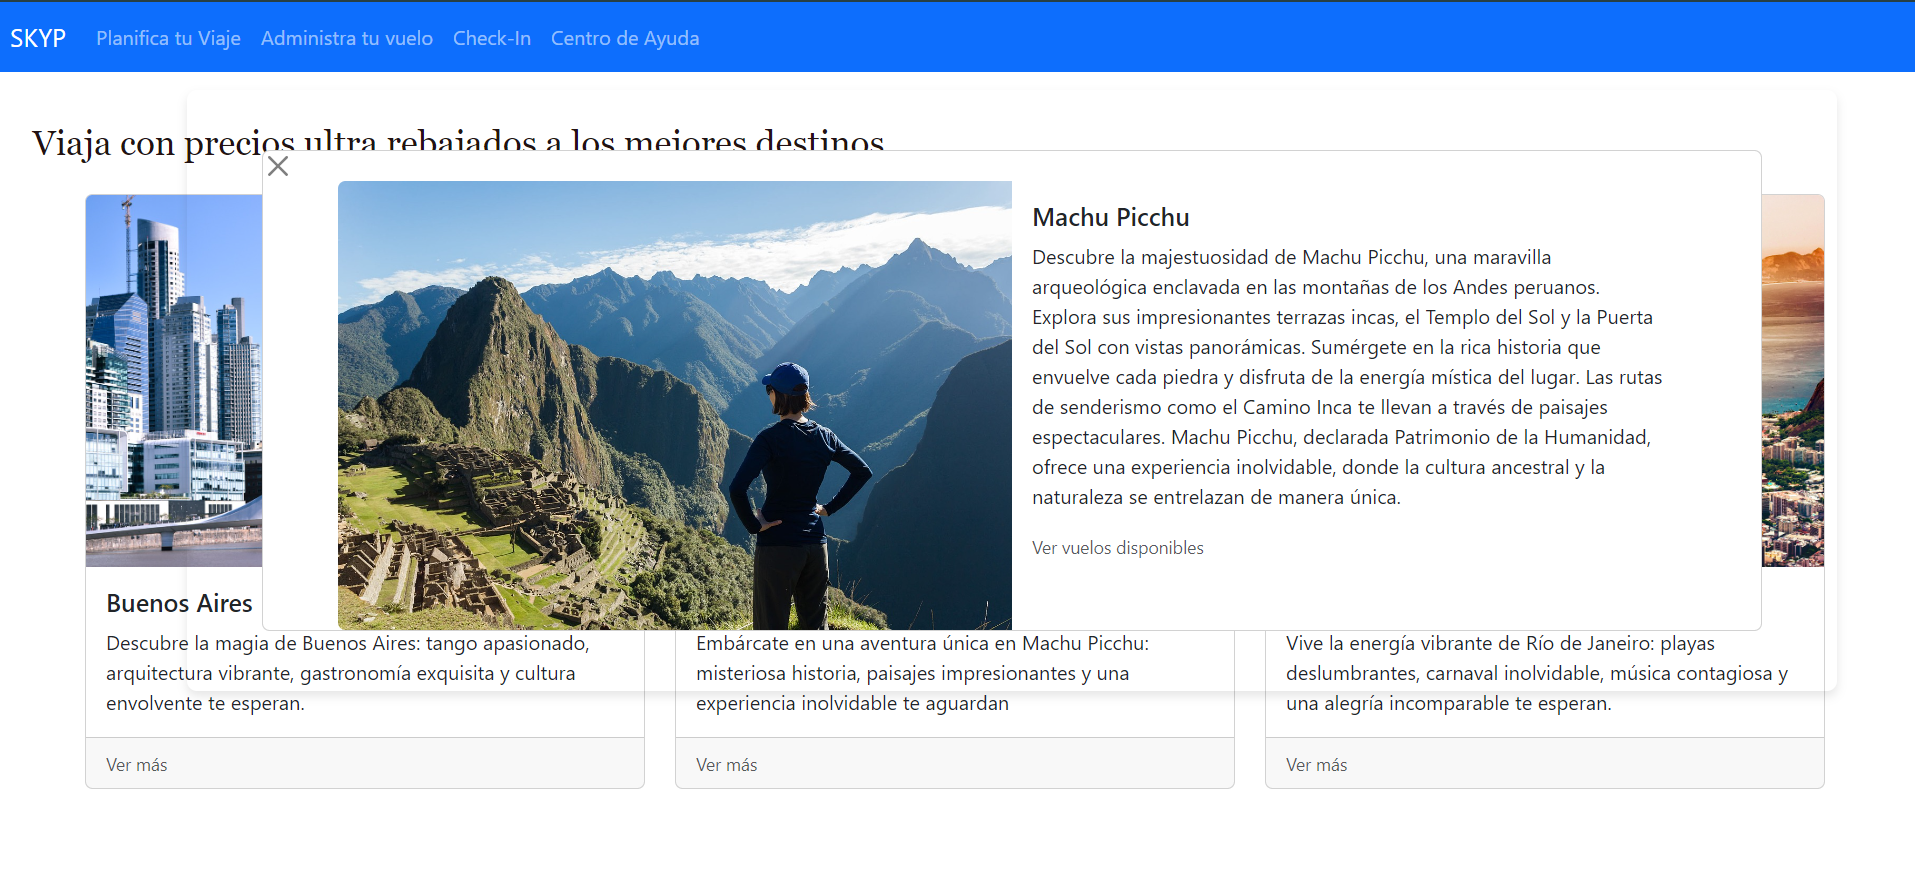 SKYP Planifica tu Viaje Administra tu vuelo Check-In Centro de Ayuda
Viaja con precios ultra rebajados a los mejores destinos
Machu Picchu
Descubre la majestuosidad de Machu Picchu, una maravilla
arqueológica enclavada en las montañas de los Andes peruanos.
Explora sus impresionantes terrazas incas, el Templo del Sol y la Puerta
del Sol con vistas panorámicas. Sumérgete en la rica historia que
envuelve cada piedra y disfruta de la energía mística del lugar. Las rutas
de senderismo como el Camino Inca te llevan a través de paisajes
espectaculares. Machu Picchu, declarada Patrimonio de la Humanidad,
ofrece una experiencia inolvidable, donde la cultura ancestral y la
naturaleza se entrelazan de manera única.
Ver vuelos disponibles
Buenos Aires
Descubre la magia de Buenos Aires: tango apasionado,
arquitectura vibrante, gastronomía exquisita y cultura
envolvente te esperan.
Ver más
Embárcate en una aventura única en Machu Picchu:
misteriosa historia, paisajes impresionantes y una
experiencia inolvidable te aguardan
Ver más
Vive la energía vibrante de Río de Janeiro: playas
deslumbrantes, carnaval inolvidable, música contagiosa y
una alegría incomparable te esperan.
Ver más